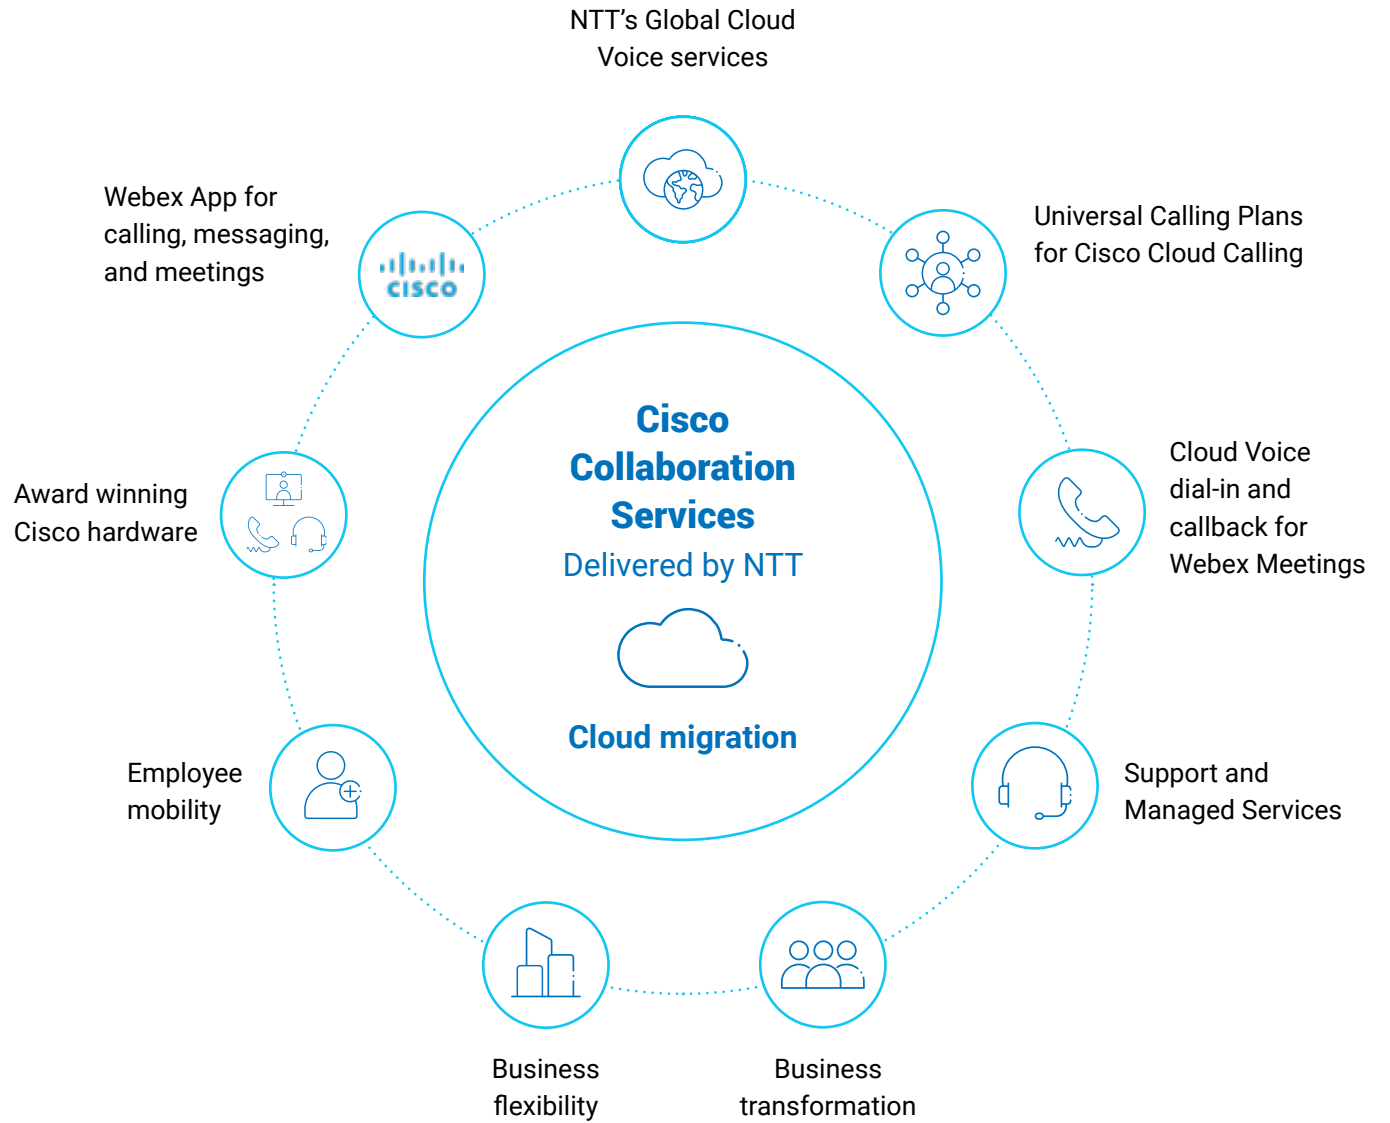 NTT’s Global Cloud
Voice services
Webex App for
calling, messaging,
and meetings
CISCO
Universal Calling Plans
for Cisco Cloud Calling
Award winning
Cisco hardware
Cisco
Collaboration
Services
Delivered by NTT
Cloud migration
Cloud Voice
dial-in and
callback for
Webex Meetings
Employee
mobility
Support and
Managed Services
Business
flexibility
Business
transformation